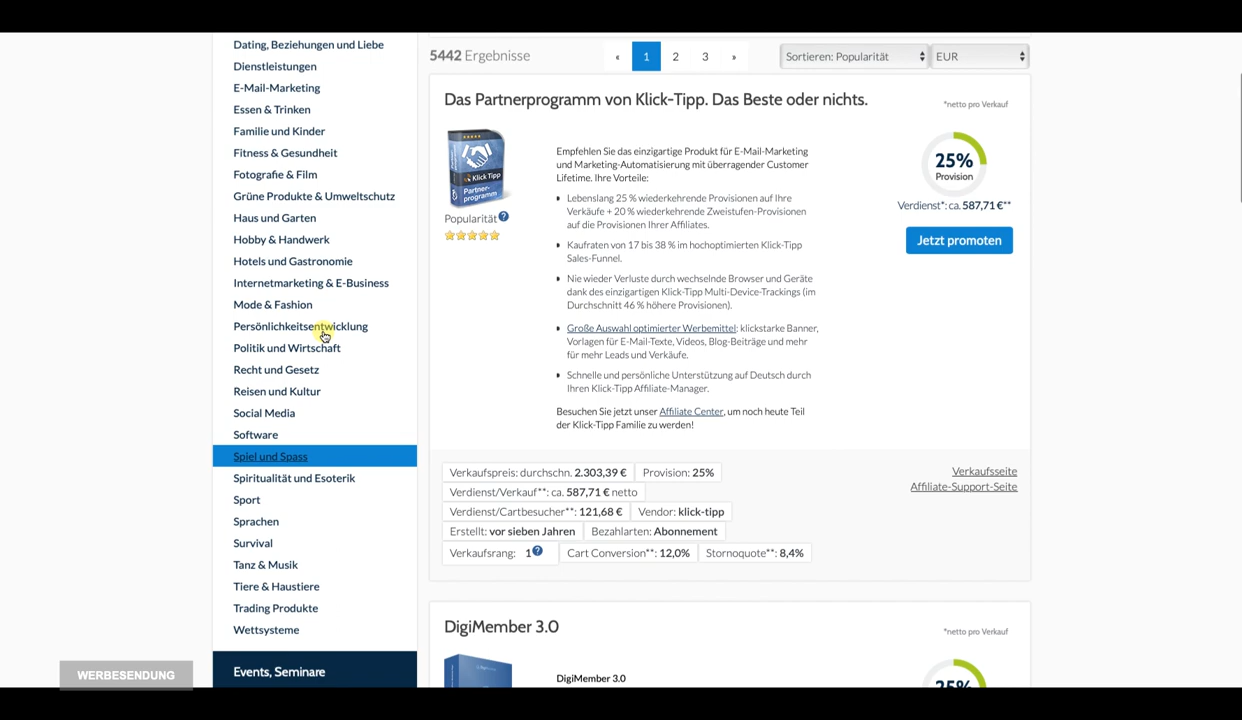 Dating, Beziehungen und Liebe
Dienstleistungen
E-Mail-Marketing
Essen & Trinken
Familie und Kinder
Fitness & Gesundheit
Fotografie & Film
Grüne Produkte & Umweltschutz
Haus und Garten
Hobby & Handwerk
Hotels und Gastronomie
Internetmarketing & E-Business
Mode & Fashion
Persönlichkeitsentwicklung
Politik und Wirtschaft
Recht und Gesetz
Reisen und Kultur
Social Media
Software
Spiel und Spass
Spiritualität und Esoterik
Sport
Sprachen
Survival
Tanz & Musik
Tiere & Haustiere
Trading Produkte
Wettsysteme
Events, Seminare
WERBESENDUNG
5442 Ergebnisse
« 1 2 3 »
Sortieren: Popularität
EUR
Das Partnerprogramm von Klick-Tipp. Das Beste oder nichts.
*netto pro Verkauf
Klick Tipp
Partner-
programm
Popularität ?
Empfehlen Sie das einzigartige Produkt für E-Mail-Marketing
und Marketing-Automatisierung mit überragender Customer
Lifetime. Ihre Vorteile:
Lebenslang 25 % wiederkehrende Provisionen auf Ihre
Verkäufe + 20 % wiederkehrende Zweistufen-Provisionen
auf die Provisionen Ihrer Affiliates.
Kaufraten von 17 bis 38 % im hochoptimierten Klick-Tipp
Sales-Funnel.
Nie wieder Verluste durch wechselnde Browser und Geräte
dank des einzigartigen Klick-Tipp Multi-Device-Trackings (im
Durchschnitt 46 % höhere Provisionen).
Große Auswahl optimierter Werbemittel: klickstarke Banner,
Vorlagen für E-Mail-Texte, Videos, Blog-Beiträge und mehr
für mehr Leads und Verkäufe.
Schnelle und persönliche Unterstützung auf Deutsch durch
Ihren Klick-Tipp Affiliate-Manager.
Besuchen Sie jetzt unser Affiliate Center, um noch heute Teil
der Klick-Tipp Familie zu werden!
25%
Provision
Verdienst*: ca. 587,71 €**
Jetzt promoten
Verkaufspreis: durchschn. 2.303,39 € Provision: 25%
Verdienst/Verkauf**: ca. 587,71 € netto
Verdienst/Cartbesucher**: 121,68 € Vendor: klick-tipp
Erstellt: vor sieben Jahren Bezahlarten: Abonnement
Verkaufsrang: 1 ? Cart Conversion**: 12,0% Stornoquote**: 8,4%
Verkaufsseite
Affiliate-Support-Seite
DigiMember 3.0
*netto pro Verkauf
DigiMember 3.0
25%